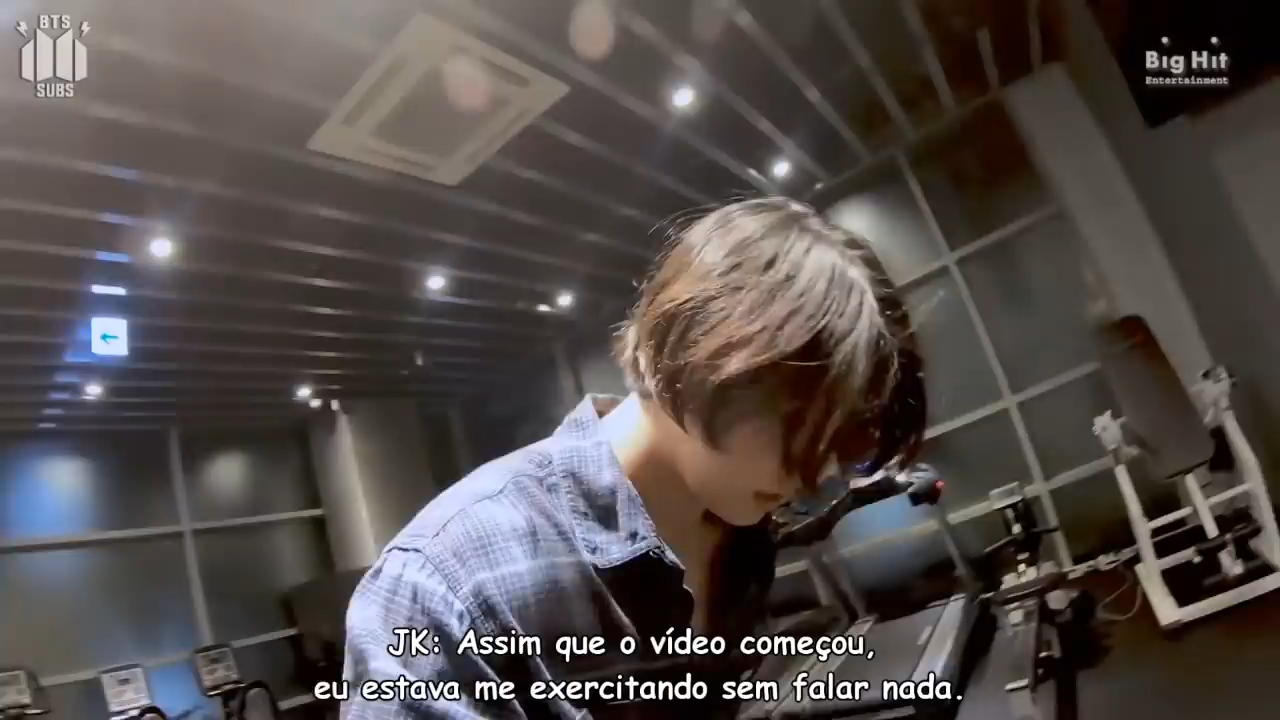 BTS
SUBS
Big Hit
Entertainment
JK: Assim que o vídeo começou,
eu estava me exercitando sem falar nada.